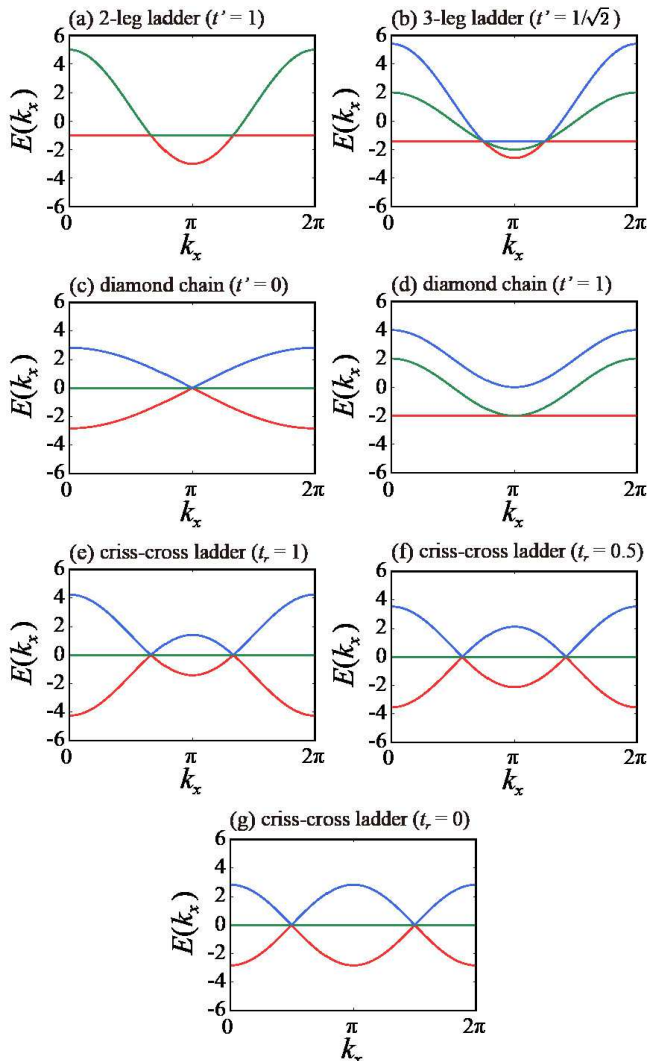 (a) 2-leg ladder (t' = 1)
6
4
2
0
-2
-4
-6
E(kₓ)
0
π
2π
kₓ
(b) 3-leg ladder (t' = 1/√2)
6
4
2
0
-2
-4
-6
E(kₓ)
0
π
2π
kₓ
(c) diamond chain (t' = 0)
6
4
2
0
-2
-4
-6
E(kₓ)
0
π
2π
kₓ
(d) diamond chain (t' = 1)
6
4
2
0
-2
-4
-6
E(kₓ)
0
π
2π
kₓ
(e) criss-cross ladder (tᵣ = 1)
6
4
2
0
-2
-4
-6
E(kₓ)
0
π
2π
kₓ
(f) criss-cross ladder (tᵣ = 0.5)
6
4
2
0
-2
-4
-6
E(kₓ)
0
π
2π
kₓ
(g) criss-cross ladder (tᵣ = 0)
6
4
2
0
-2
-4
-6
E(kₓ)
0
π
2π
kₓ